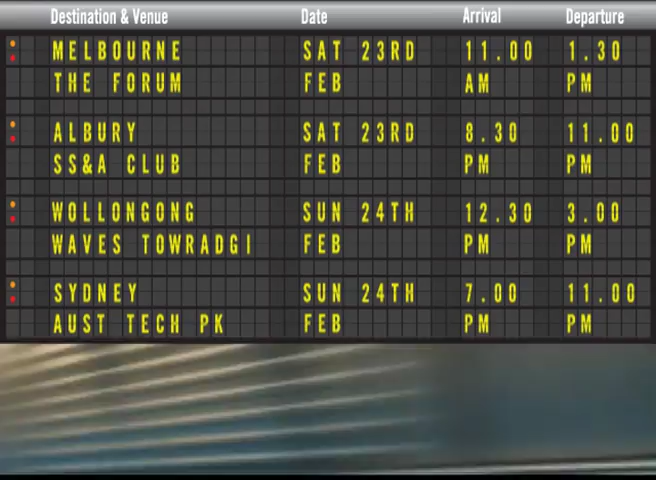 Destination & Venue Date Arrival Departure
MELBOURNE SAT 23RD 11.00 1.30
THE FORUM FEB AM PM
ALBURY SAT 23RD 8.30 11.00
SS&A CLUB FEB PM PM
WOLLONGONG SUN 24TH 12.30 3.00
WAVES TOWRADGI FEB PM PM
SYDNEY SUN 24TH 7.00 11.00
AUST TECH PK FEB PM PM